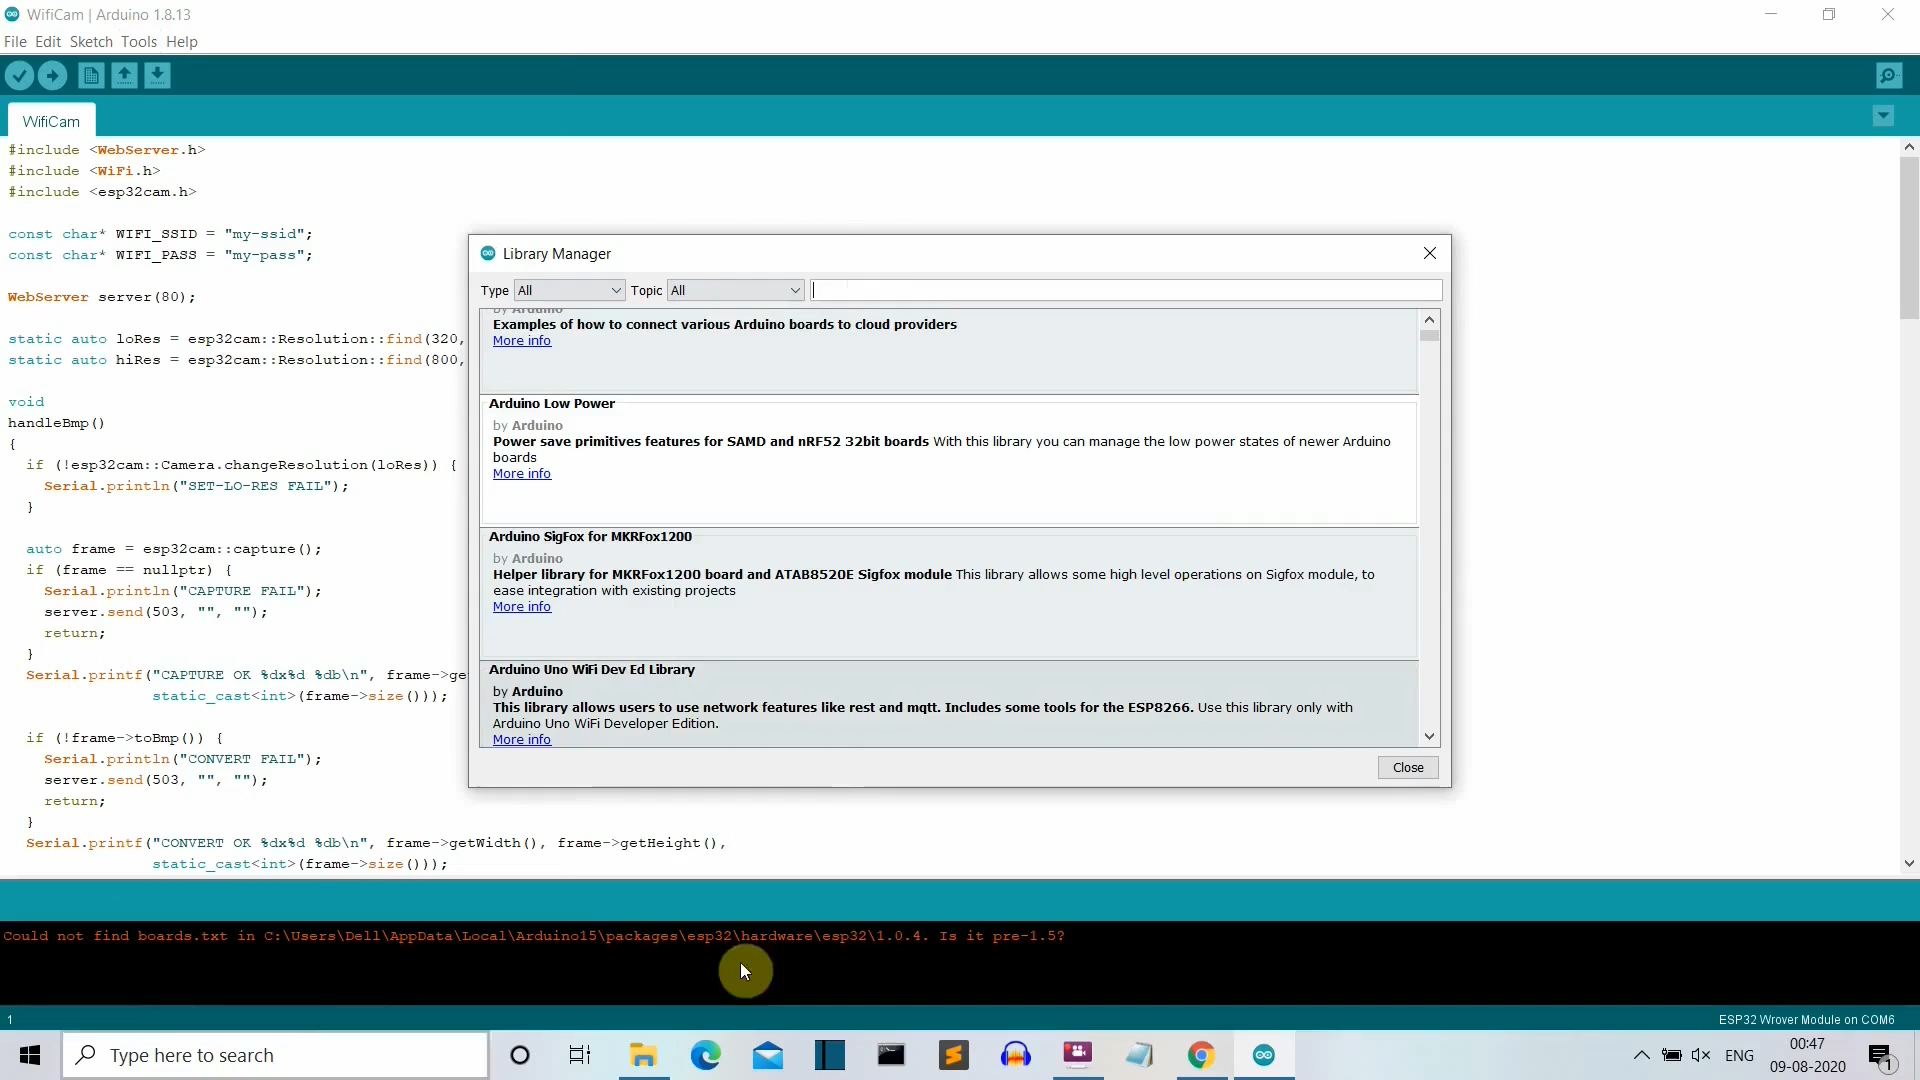 WifiCam | Arduino 1.8.13
File Edit Sketch Tools Help
WifiCam
#include <WebServer.h>
#include <WiFi.h>
#include <esp32cam.h>
const char* WIFI_SSID = "my-ssid";
const char* WIFI_PASS = "my-pass";
WebServer server(80);
static auto loRes = esp32cam::Resolution::find(320,
static auto hiRes = esp32cam::Resolution::find(800,
void
handleBmp()
{
if (!esp32cam::Camera.changeResolution(loRes)) {
Serial.println("SET-LO-RES FAIL");
}
auto frame = esp32cam::capture();
if (frame == nullptr) {
Serial.println("CAPTURE FAIL");
server.send(503, "", "");
return;
}
Serial.printf("CAPTURE OK %dx%d %db\n", frame->ge
static_cast<int>(frame->size()));
if (!frame->toBmp()) {
Serial.println("CONVERT FAIL");
server.send(503, "", "");
return;
}
Serial.printf("CONVERT OK %dx%d %db\n", frame->getWidth(), frame->getHeight(),
static_cast<int>(frame->size()));
Library Manager
Type All Topic All
by Arduino
Examples of how to connect various Arduino boards to cloud providers
More info
Arduino Low Power
by Arduino
Power save primitives features for SAMD and nRF52 32bit boards With this library you can manage the low power states of newer Arduino
boards
More info
Arduino SigFox for MKRFox1200
by Arduino
Helper library for MKRFox1200 board and ATAB8520E Sigfox module This library allows some high level operations on Sigfox module, to
ease integration with existing projects
More info
Arduino Uno WiFi Dev Ed Library
by Arduino
This library allows users to use network features like rest and mqtt. Includes some tools for the ESP8266. Use this library only with
Arduino Uno WiFi Developer Edition.
More info
Close
Could not find boards.txt in C:\Users\Dell\AppData\Local\Arduino15\packages\esp32\hardware\esp32\1.0.4. Is it pre-1.5?
1
ESP32 Wrover Module on COM6
Type here to search
ENG
00:47
09-08-2020
1